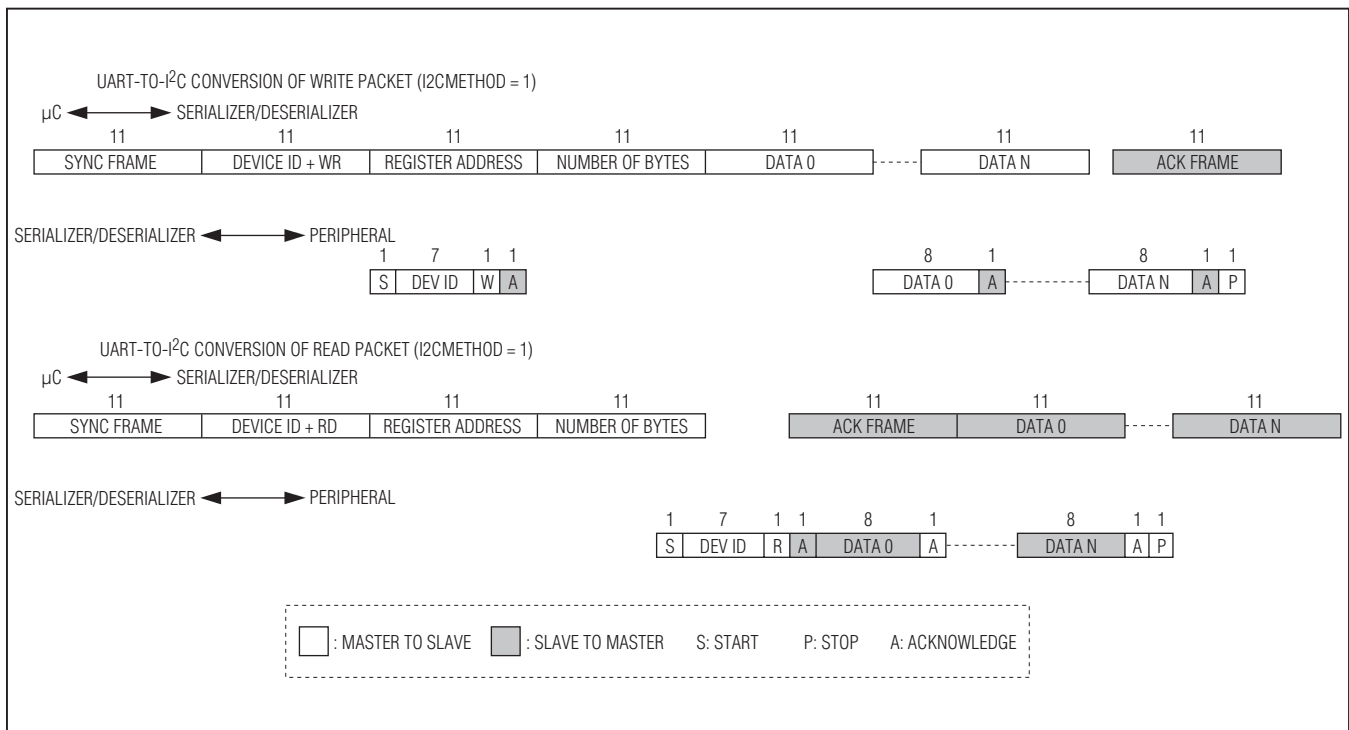 UART-TO-I²C CONVERSION OF WRITE PACKET (I2CMETHOD = 1)
µC SERIALIZER/DESERIALIZER
11 11 11 11 11 11 11
SYNC FRAME DEVICE ID + WR REGISTER ADDRESS NUMBER OF BYTES DATA 0 DATA N ACK FRAME
SERIALIZER/DESERIALIZER PERIPHERAL
1 7 1 1 8 1 8 1 1
S DEV ID W A DATA 0 A DATA N A P
UART-TO-I²C CONVERSION OF READ PACKET (I2CMETHOD = 1)
µC SERIALIZER/DESERIALIZER
11 11 11 11 11 11 11
SYNC FRAME DEVICE ID + RD REGISTER ADDRESS NUMBER OF BYTES ACK FRAME DATA 0 DATA N
SERIALIZER/DESERIALIZER PERIPHERAL
1 7 1 1 8 1 8 1 1
S DEV ID R A DATA 0 A DATA N A P
: MASTER TO SLAVE : SLAVE TO MASTER S: START P: STOP A: ACKNOWLEDGE